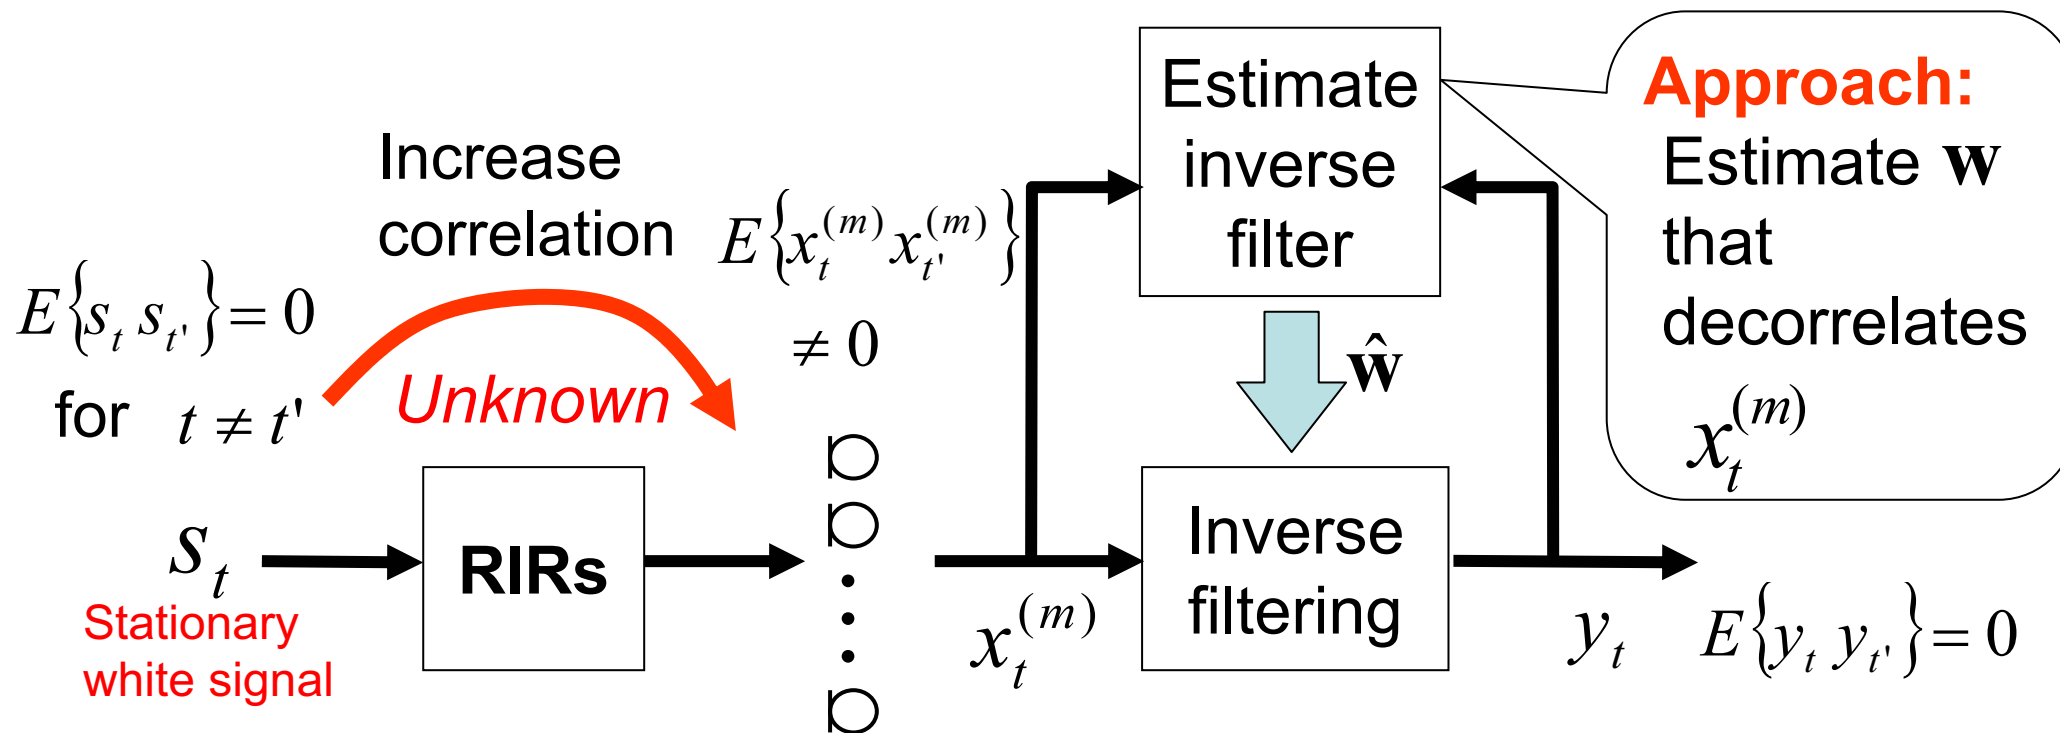 Increase
correlation
E{s_t s_t'} = 0
for t ≠ t'
Unknown
s_t
Stationary
white signal
RIRs
E{x_t^(m) x_t'^(m)}
≠ 0
x_t^(m)
Estimate
inverse
filter
ŵ
Inverse
filtering
y_t
E{y_t y_t'} = 0
Approach:
Estimate w
that
decorrelates
x_t^(m)